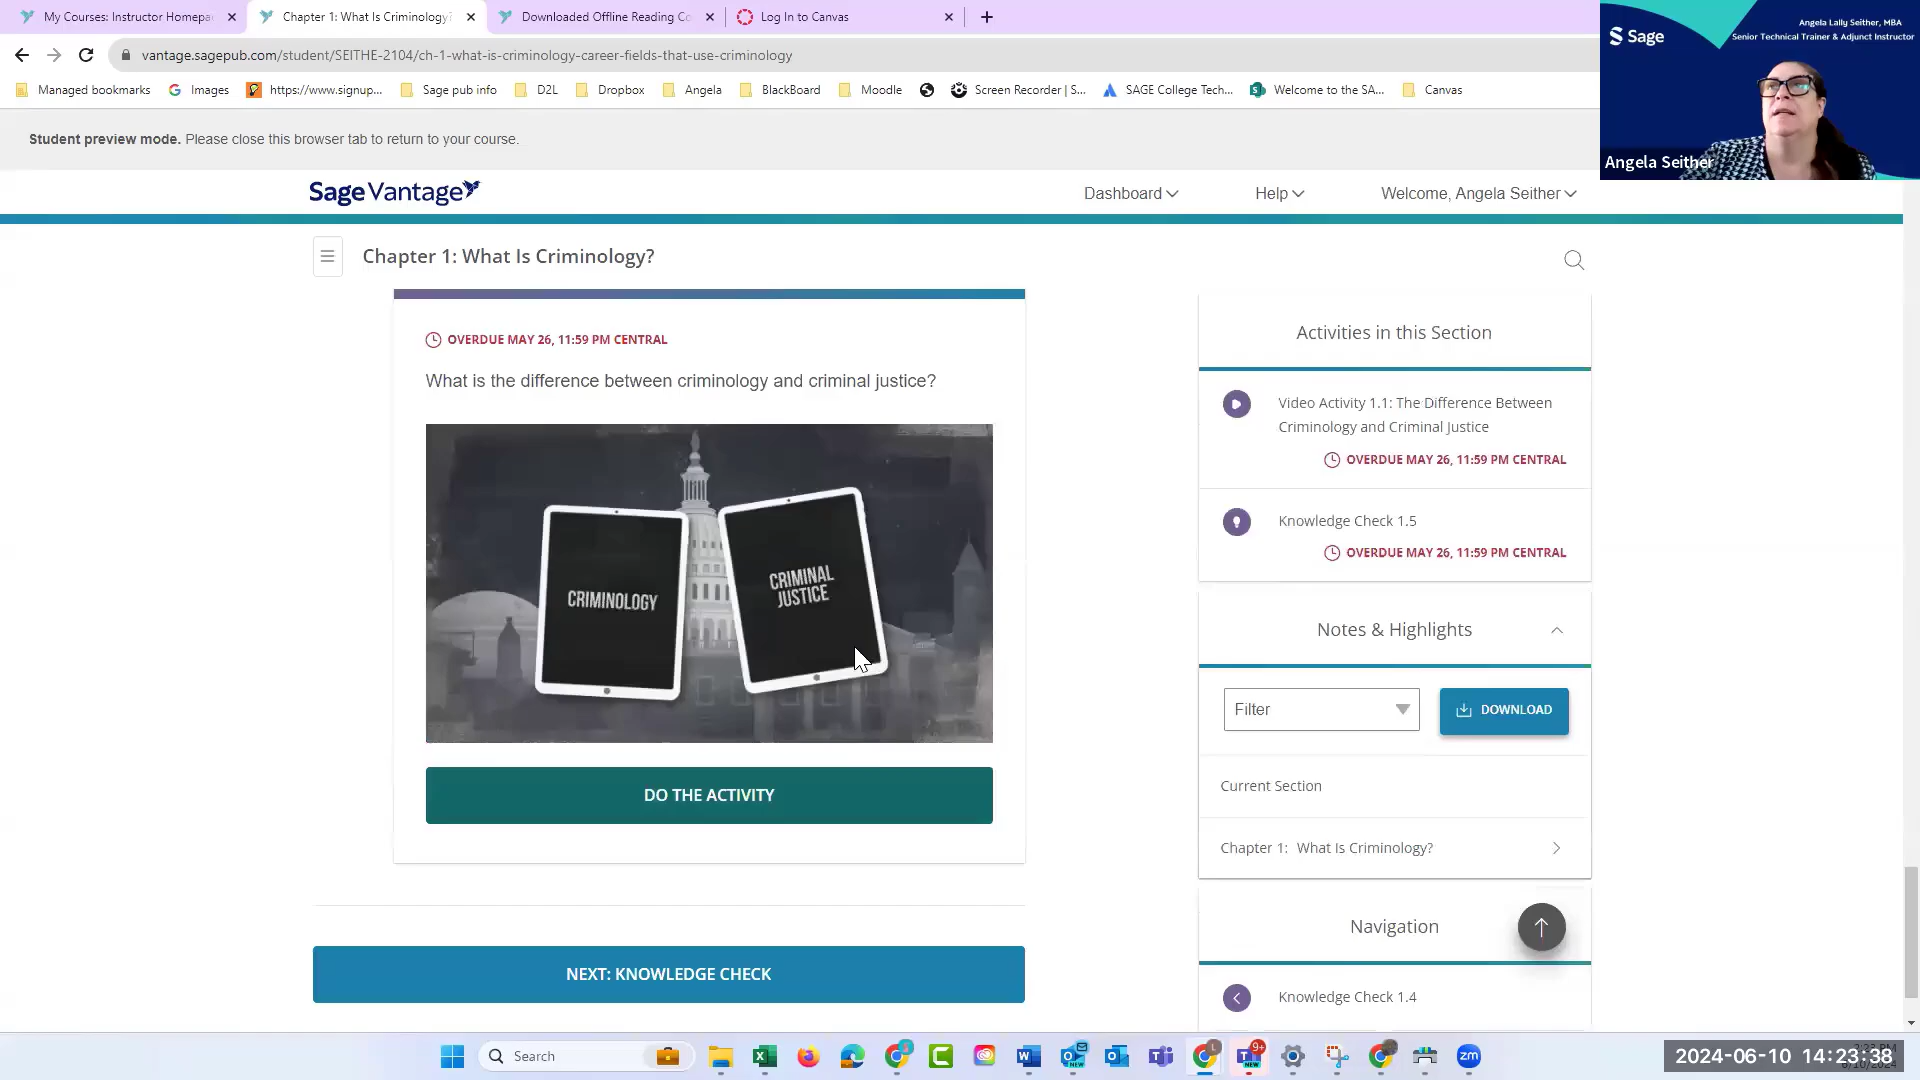 My Courses: Instructor Homepa
Chapter 1: What Is Criminology?
Downloaded Offline Reading Co
Log In to Canvas
vantage.sagepub.com/student/SEITHE-2104/ch-1-what-is-criminology-career-fields-that-use-criminology
Managed bookmarks
Images
https://www.signup...
Sage pub info
D2L
Dropbox
Angela
BlackBoard
Moodle
Screen Recorder | S...
SAGE College Tech...
Welcome to the SA...
Canvas
Sage
Angela Lally Seither, MBA
Senior Technical Trainer & Adjunct Instructor
Angela Seither
Student preview mode. Please close this browser tab to return to your course.
Sage Vantage
Dashboard
Help
Welcome, Angela Seither
Chapter 1: What Is Criminology?
OVERDUE MAY 26, 11:59 PM CENTRAL
What is the difference between criminology and criminal justice?
CRIMINOLOGY
CRIMINAL
JUSTICE
DO THE ACTIVITY
NEXT: KNOWLEDGE CHECK
Activities in this Section
Video Activity 1.1: The Difference Between
Criminology and Criminal Justice
OVERDUE MAY 26, 11:59 PM CENTRAL
Knowledge Check 1.5
OVERDUE MAY 26, 11:59 PM CENTRAL
Notes & Highlights
Filter
DOWNLOAD
Current Section
Chapter 1: What Is Criminology?
Navigation
Knowledge Check 1.4
Search
NEW
NEW
9+
zm
2024-06-10 14:23:38